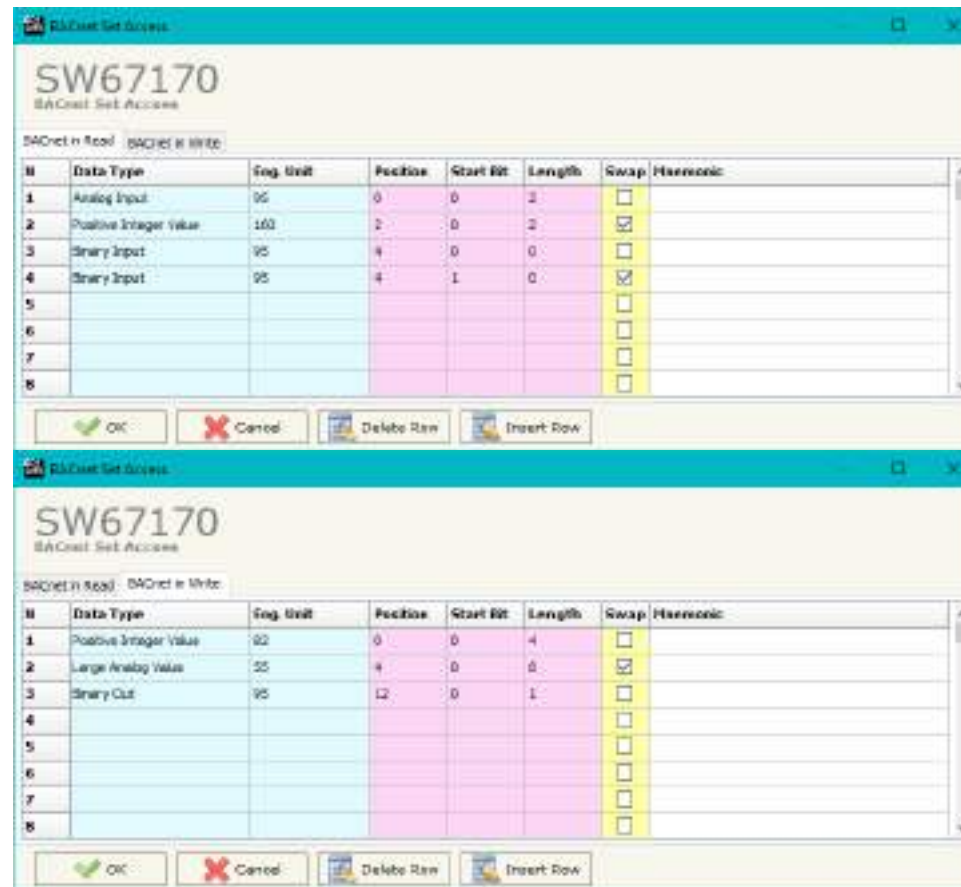 BACnet Set Access
SW67170
BACnet Set Access
BACnet in Read BACnet in Write
N Data Type Eng. Unit Position Start Bit Length Swap Mnemonic
1 Analog Input 95 0 0 2
2 Positive Integer Value 2 0 2
3 Binary Input 95 4 0 0
4 Binary Input 95 4 1 0
5
6
7
8
OK Cancel Delete Row Insert Row
BACnet Set Access
SW67170
BACnet Set Access
BACnet in Read BACnet in Write
N Data Type Eng. Unit Position Start Bit Length Swap Mnemonic
1 Positive Integer Value 0 0 4
2 Large Analog Value 55 4 0
3 Binary Out 95 12 0 1
4
5
6
7
8
OK Cancel Delete Row Insert Row